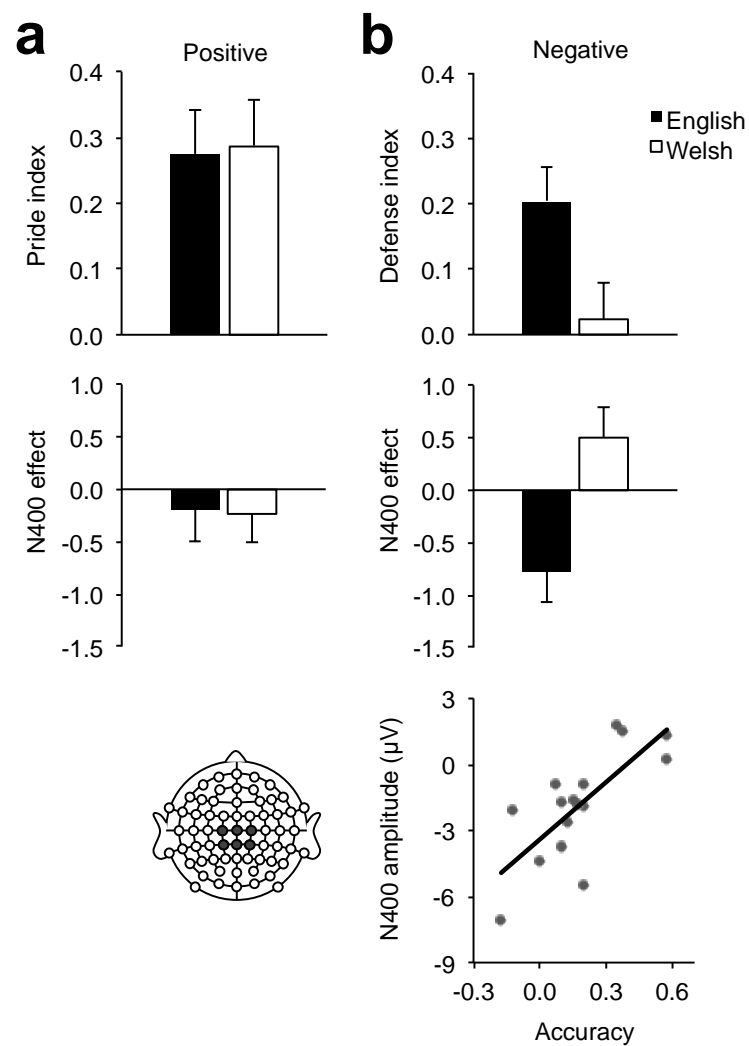 a
b
Positive
Negative
English
Welsh
Pride index
0.4
0.3
0.2
0.1
0.0
Defense index
0.4
0.3
0.2
0.1
0.0
N400 effect
1.0
0.5
0.0
-0.5
-1.0
-1.5
N400 effect
1.0
0.5
0.0
-0.5
-1.0
-1.5
N400 amplitude (µV)
3
0
-3
-6
-9
-0.3 0.0 0.3 0.6
Accuracy